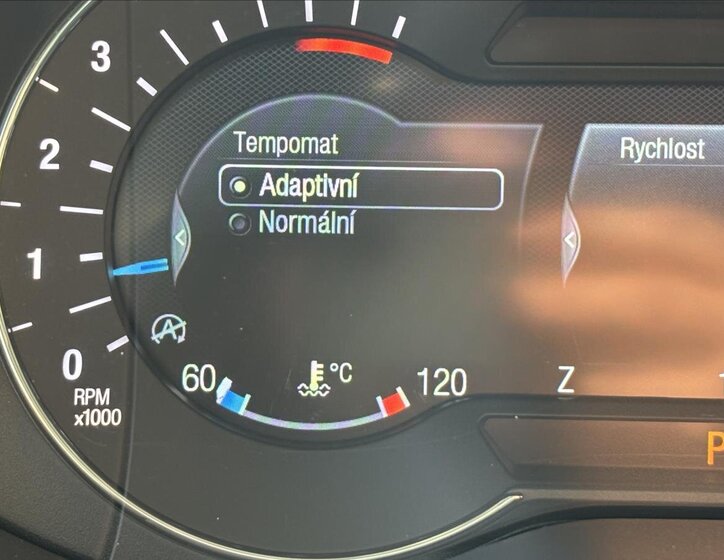 3
Tempomat
Rychlost
2
Adaptivní
Normální
1
A
0
60
°C
120
Z
RPM
x1000
P